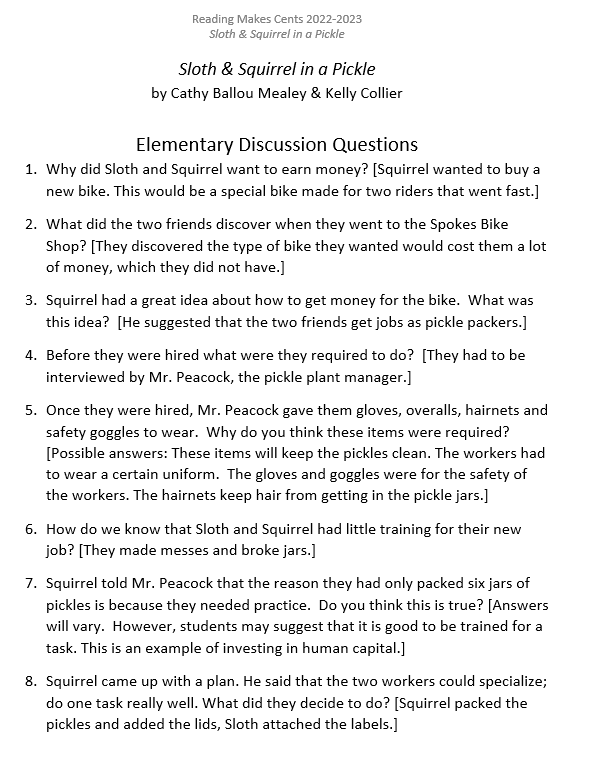 Reading Makes Cents 2022-2023
Sloth & Squirrel in a Pickle
Sloth & Squirrel in a Pickle
by Cathy Ballou Mealey & Kelly Collier
Elementary Discussion Questions
1. Why did Sloth and Squirrel want to earn money? [Squirrel wanted to buy a
new bike. This would be a special bike made for two riders that went fast.]
2. What did the two friends discover when they went to the Spokes Bike
Shop? [They discovered the type of bike they wanted would cost them a lot
of money, which they did not have.]
3. Squirrel had a great idea about how to get money for the bike.  What was
this idea?  [He suggested that the two friends get jobs as pickle packers.]
4. Before they were hired what were they required to do?  [They had to be
interviewed by Mr. Peacock, the pickle plant manager.]
5. Once they were hired, Mr. Peacock gave them gloves, overalls, hairnets and
safety goggles to wear.  Why do you think these items were required?
[Possible answers: These items will keep the pickles clean. The workers had
to wear a certain uniform.  The gloves and goggles were for the safety of
the workers. The hairnets keep hair from getting in the pickle jars.]
6. How do we know that Sloth and Squirrel had little training for their new
job? [They made messes and broke jars.]
7. Squirrel told Mr. Peacock that the reason they had only packed six jars of
pickles is because they needed practice.  Do you think this is true? [Answers
will vary.  However, students may suggest that it is good to be trained for a
task. This is an example of investing in human capital.]
8. Squirrel came up with a plan. He said that the two workers could specialize;
do one task really well. What did they decide to do? [Squirrel packed the
pickles and added the lids, Sloth attached the labels.]